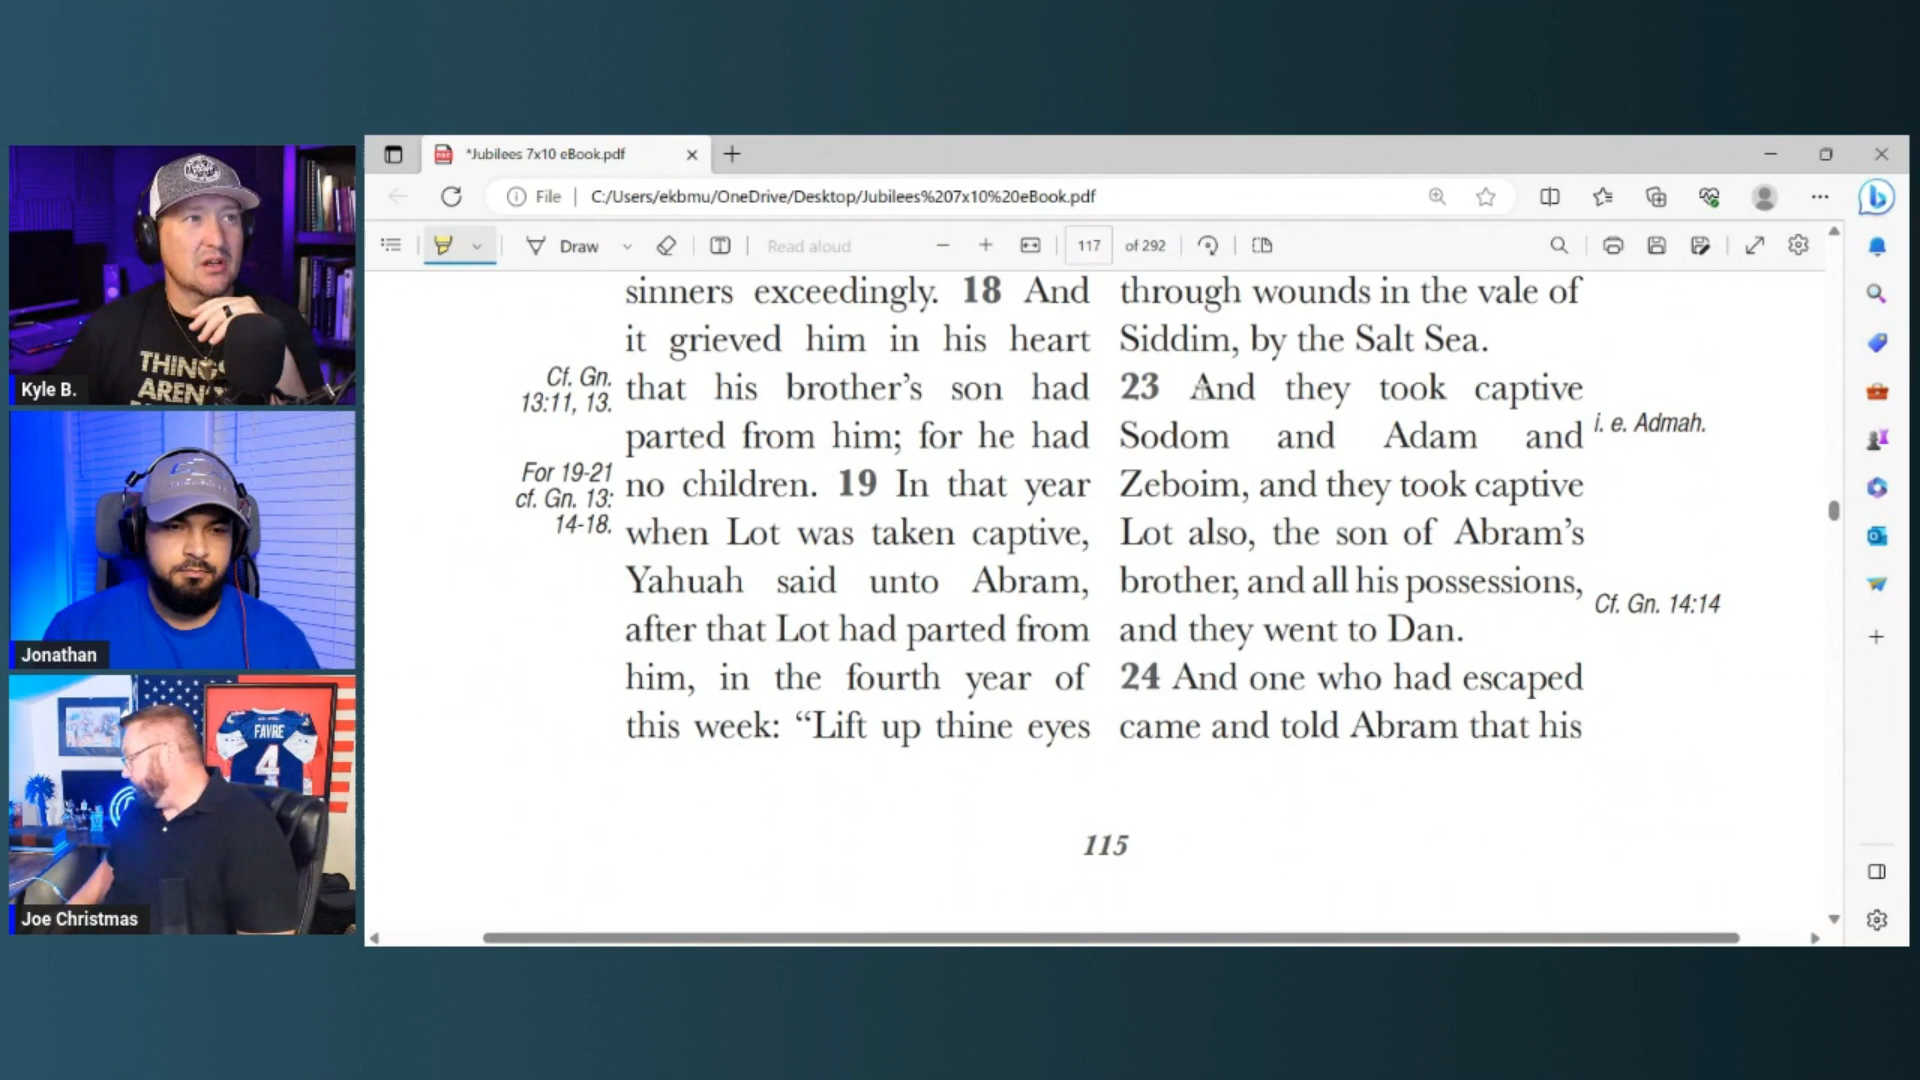 *Jubilees 7x10 eBook.pdf
File
C:/Users/ekbmu/OneDrive/Desktop/Jubilees%207x10%20eBook.pdf
Draw
Read aloud
117 of 292
sinners exceedingly. 18 And
it grieved him in his heart
Cf. Gn.
13:11, 13.
that his brother's son had
parted from him; for he had
For 19-21
cf. Gn. 13:
14-18.
no children. 19 In that year
when Lot was taken captive,
Yahuah said unto Abram,
after that Lot had parted from
him, in the fourth year of
this week: “Lift up thine eyes
through wounds in the vale of
Siddim, by the Salt Sea.
23 And they took captive
Sodom and Adam and
i. e. Admah.
Zeboim, and they took captive
Lot also, the son of Abram's
brother, and all his possessions,
Cf. Gn. 14:14
and they went to Dan.
24 And one who had escaped
came and told Abram that his
115
THINGS
AREN'T
Kyle B.
Jonathan
FAVRE
4
Joe Christmas